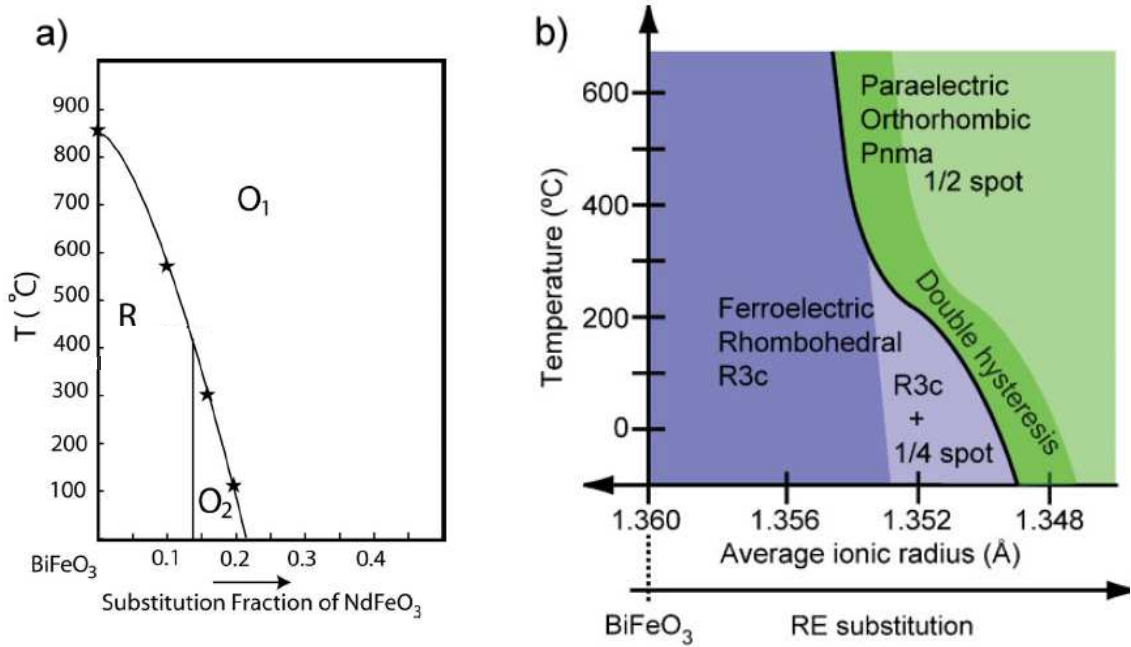 a)
900
800
700
600
500
400
300
200
100
T (°C)
O₁
R
O₂
BiFeO₃
0.1 0.2 0.3 0.4
Substitution Fraction of NdFeO₃
b)
600
400
200
0
Temperature (ºC)
Paraelectric
Orthorhombic
Pnma
1/2 spot
Double hysteresis
Ferroelectric
Rhombohedral
R3c
R3c
+
1/4 spot
1.360 1.356 1.352 1.348
Average ionic radius (Å)
BiFeO₃ RE substitution